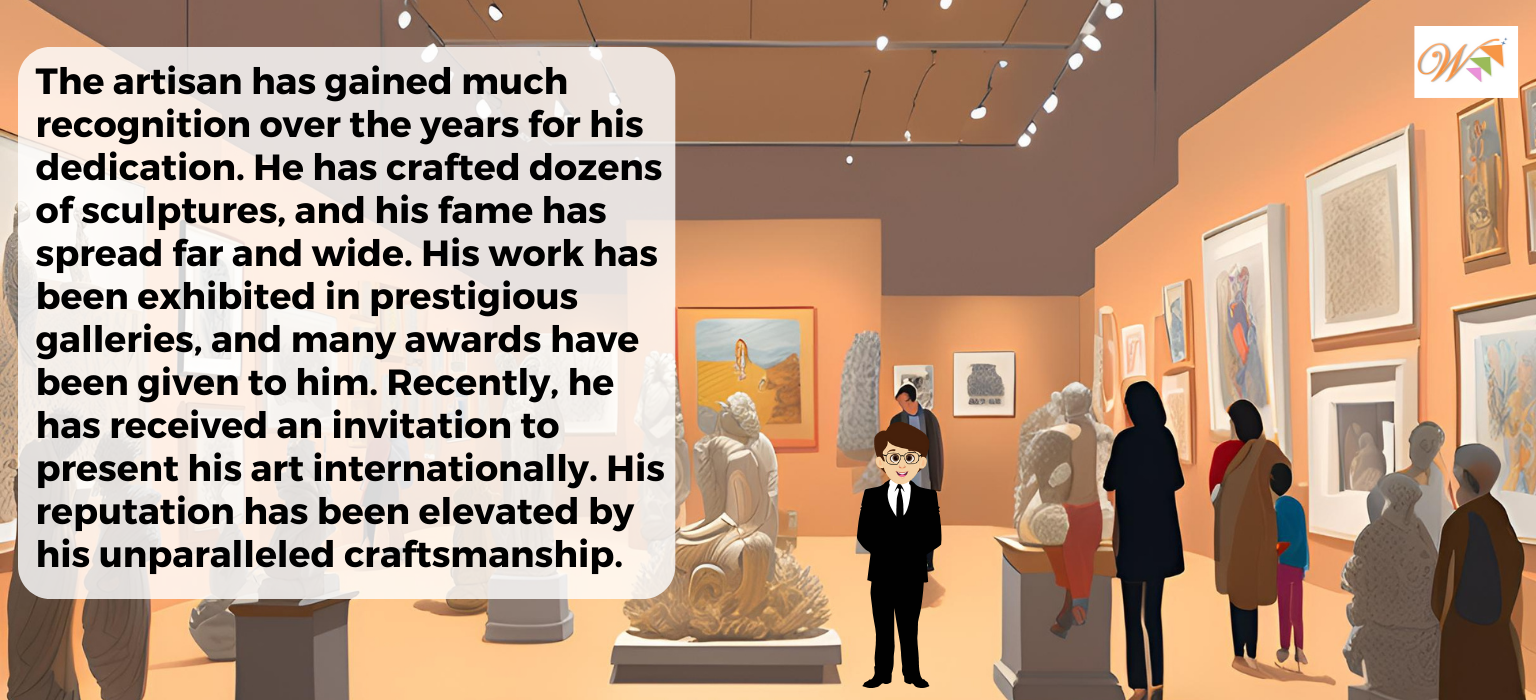 The artisan has gained much
recognition over the years for his
dedication. He has crafted dozens
of sculptures, and his fame has
spread far and wide. His work has
been exhibited in prestigious
galleries, and many awards have
been given to him. Recently, he
has received an invitation to
present his art internationally. His
reputation has been elevated by
his unparalleled craftsmanship.
W